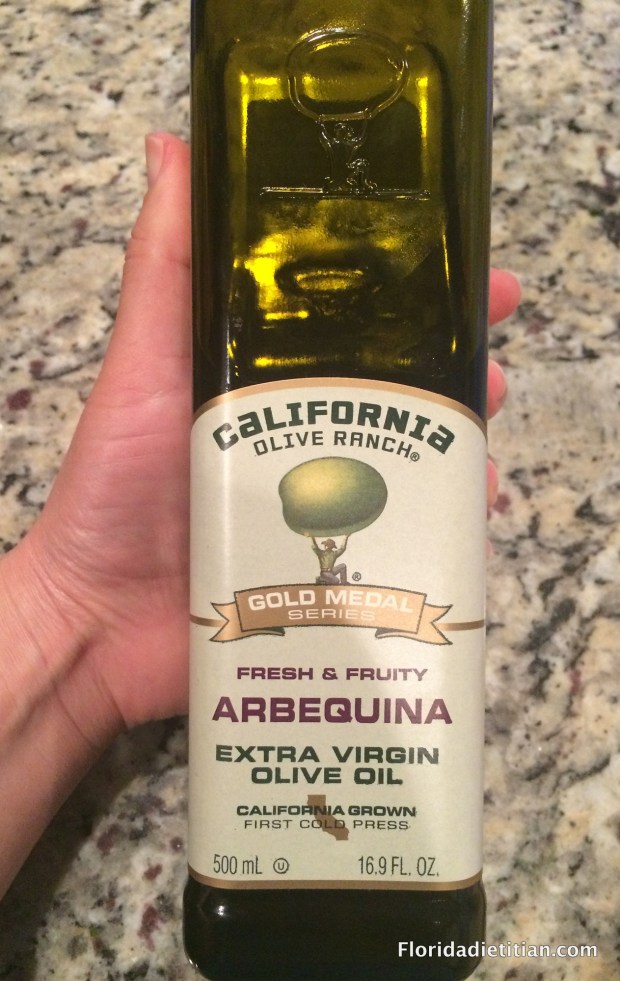 CALIFORNIA
OLIVE RANCH®
®
GOLD MEDAL
SERIES
FRESH & FRUITY
ARBEQUINA
EXTRA VIRGIN
OLIVE OIL
CALIFORNIA GROWN
FIRST COLD PRESS
500 mL Ⓤ 16.9 FL. OZ.
Floridadietitian.com